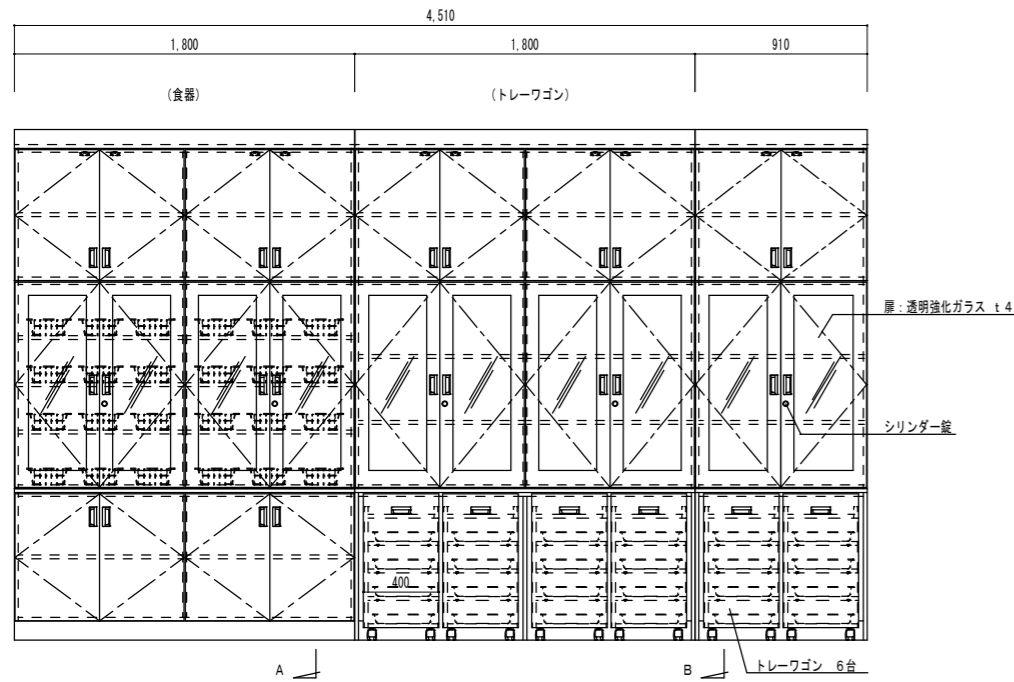 4,510
1,800
1,800
910
(食器)
(トレーワゴン)
扉:透明強化ガラス t4
シリンダー錠
400
トレーワゴン 6台
A
B